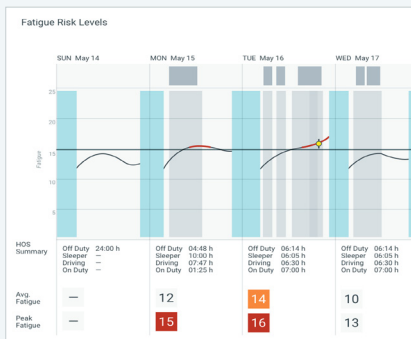 Fatigue Risk Levels
SUN May 14 MON May 15 TUE May 16 WED May 17
25
20
15
10
5
Fatigue
HOS Summary
Off Duty 24:00 h
Sleeper —
Driving —
On Duty —
Off Duty 04:48 h
Sleeper 10:00 h
Driving 07:47 h
On Duty 01:25 h
Off Duty 06:14 h
Sleeper 06:05 h
Driving 06:30 h
On Duty 07:00 h
Off Duty 06:14 h
Sleeper 06:05 h
Driving 06:30 h
On Duty 07:00 h
Avg. Fatigue
— 12 14 10
Peak Fatigue
— 15 16 13